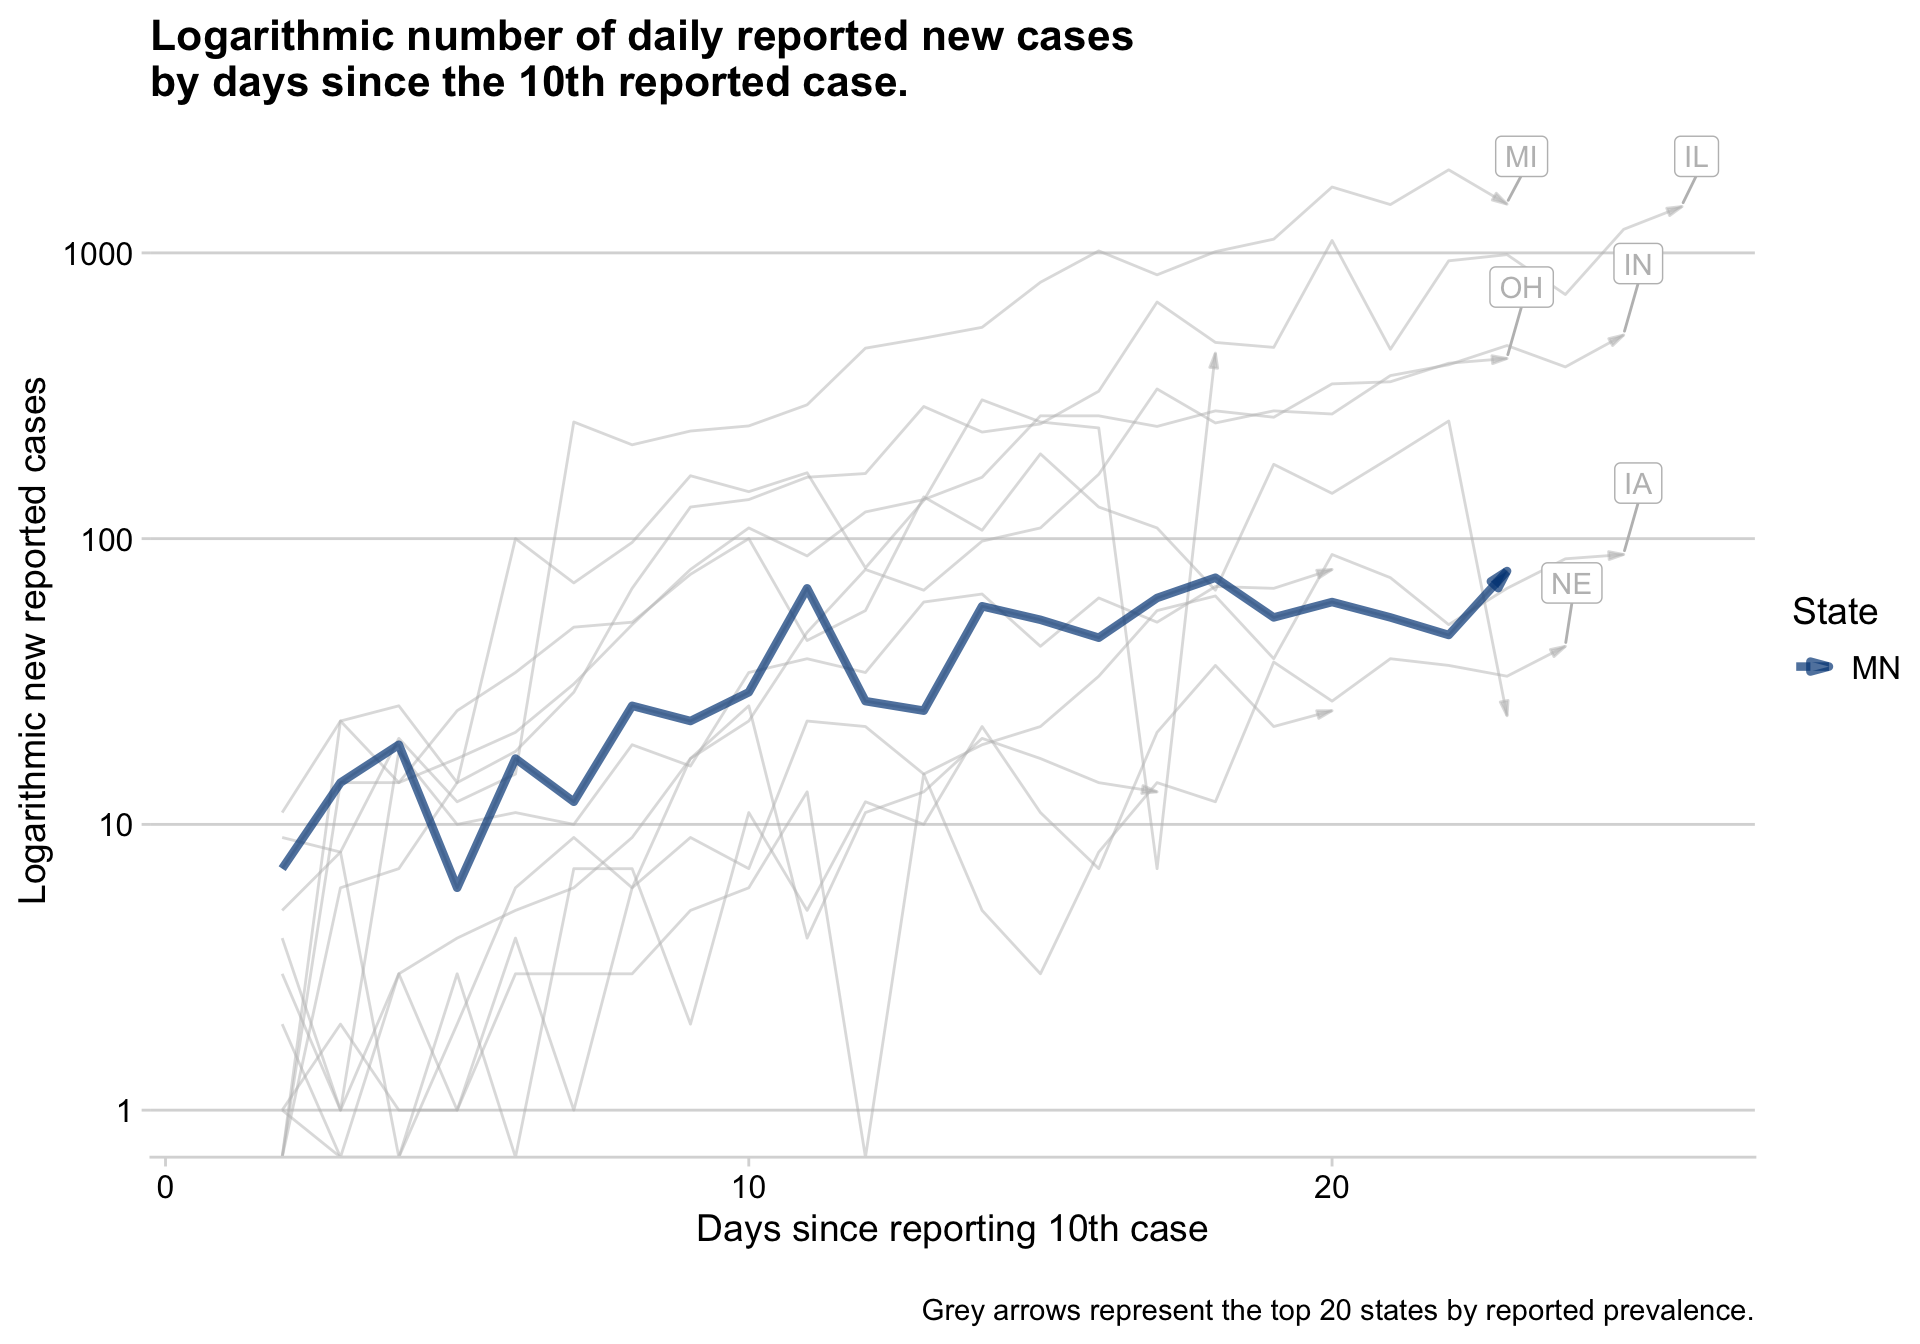 Logarithmic number of daily reported new cases
by days since the 10th reported case.
MI
IL
1000
IN
OH
Logarithmic new reported cases
IA
100
NE
State
MN
10
1
0
10
20
Days since reporting 10th case
Grey arrows represent the top 20 states by reported prevalence.